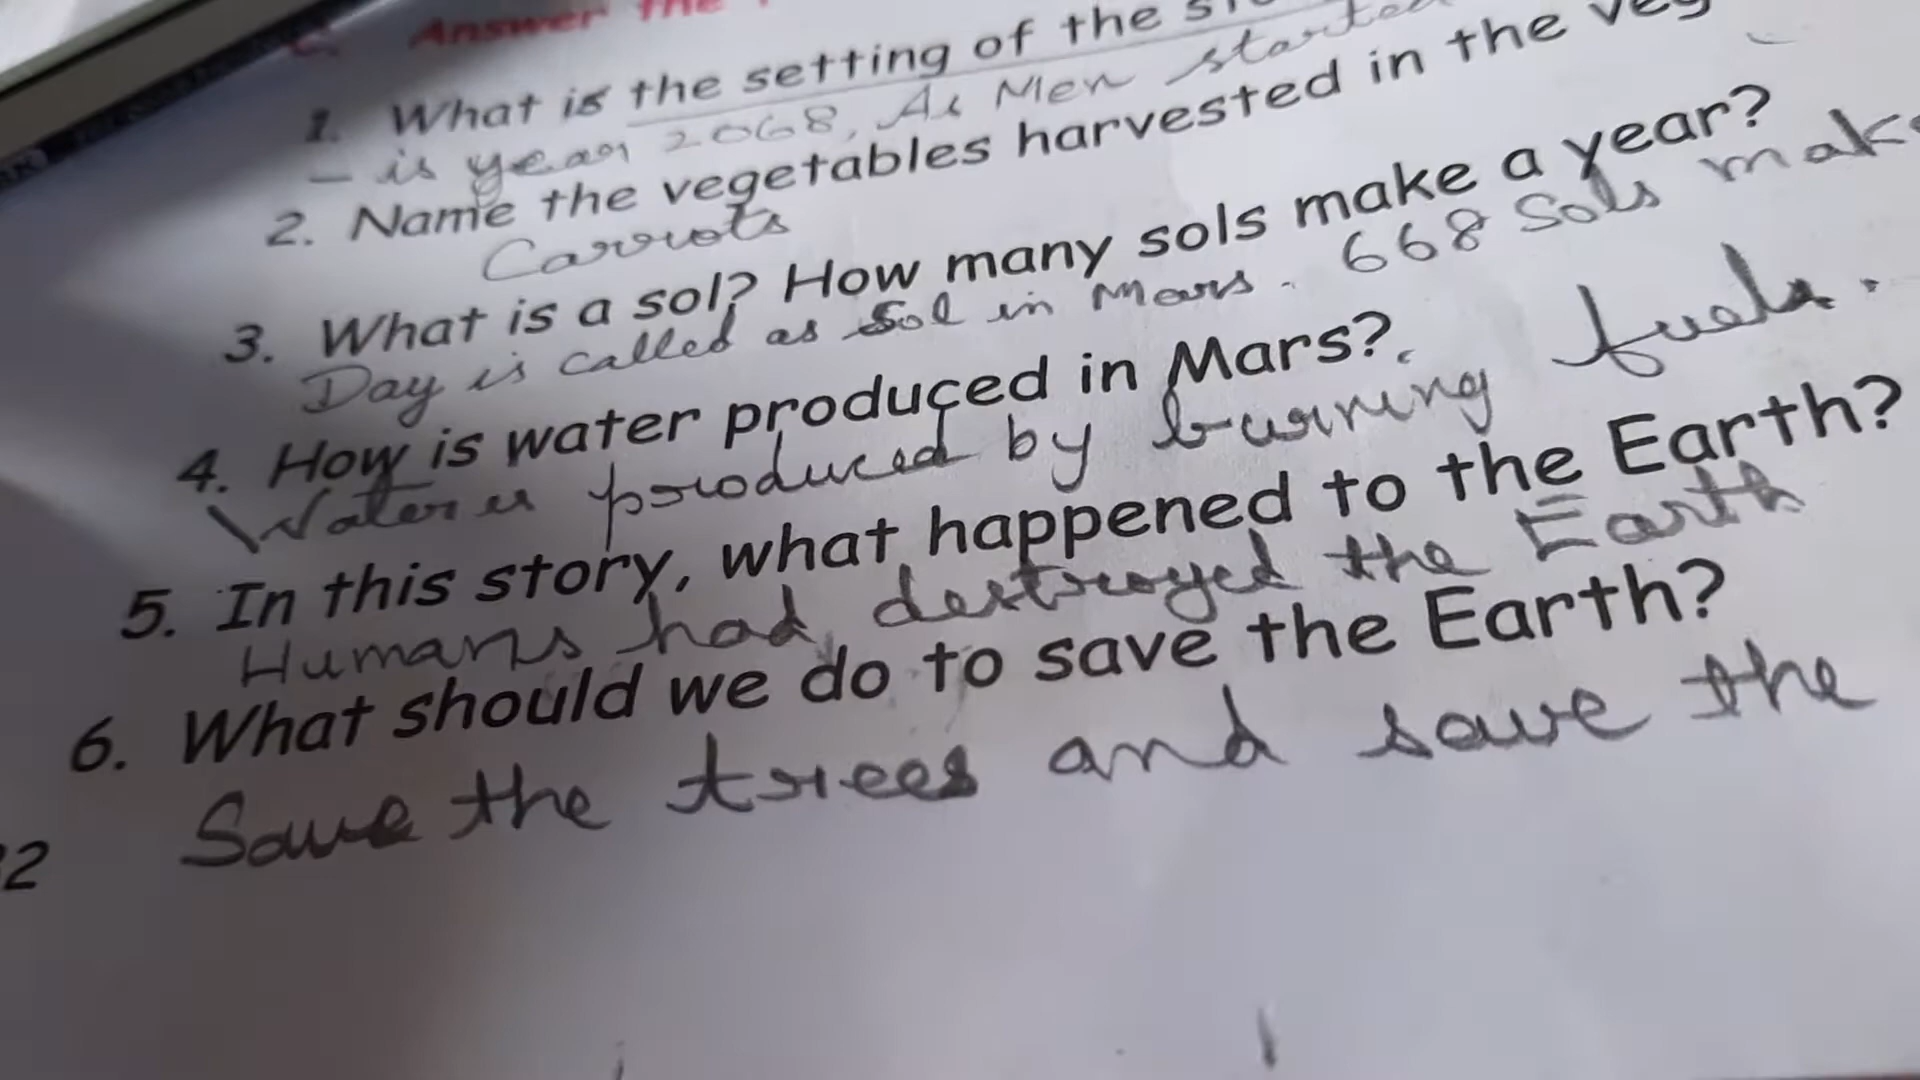 Answer the
1. What is the setting of the
- is year 2068, As Men started
2. Name the vegetables harvested in the veg
Carrots
3. What is a sol? How many sols make a year?
Day is called as Sol in Mars. 668 Sols make
4. How is water produced in Mars?
Water is produced by burning fuels.
5. In this story, what happened to the Earth?
Humans had destroyed the Earth
6. What should we do to save the Earth?
Save the trees and save the
32